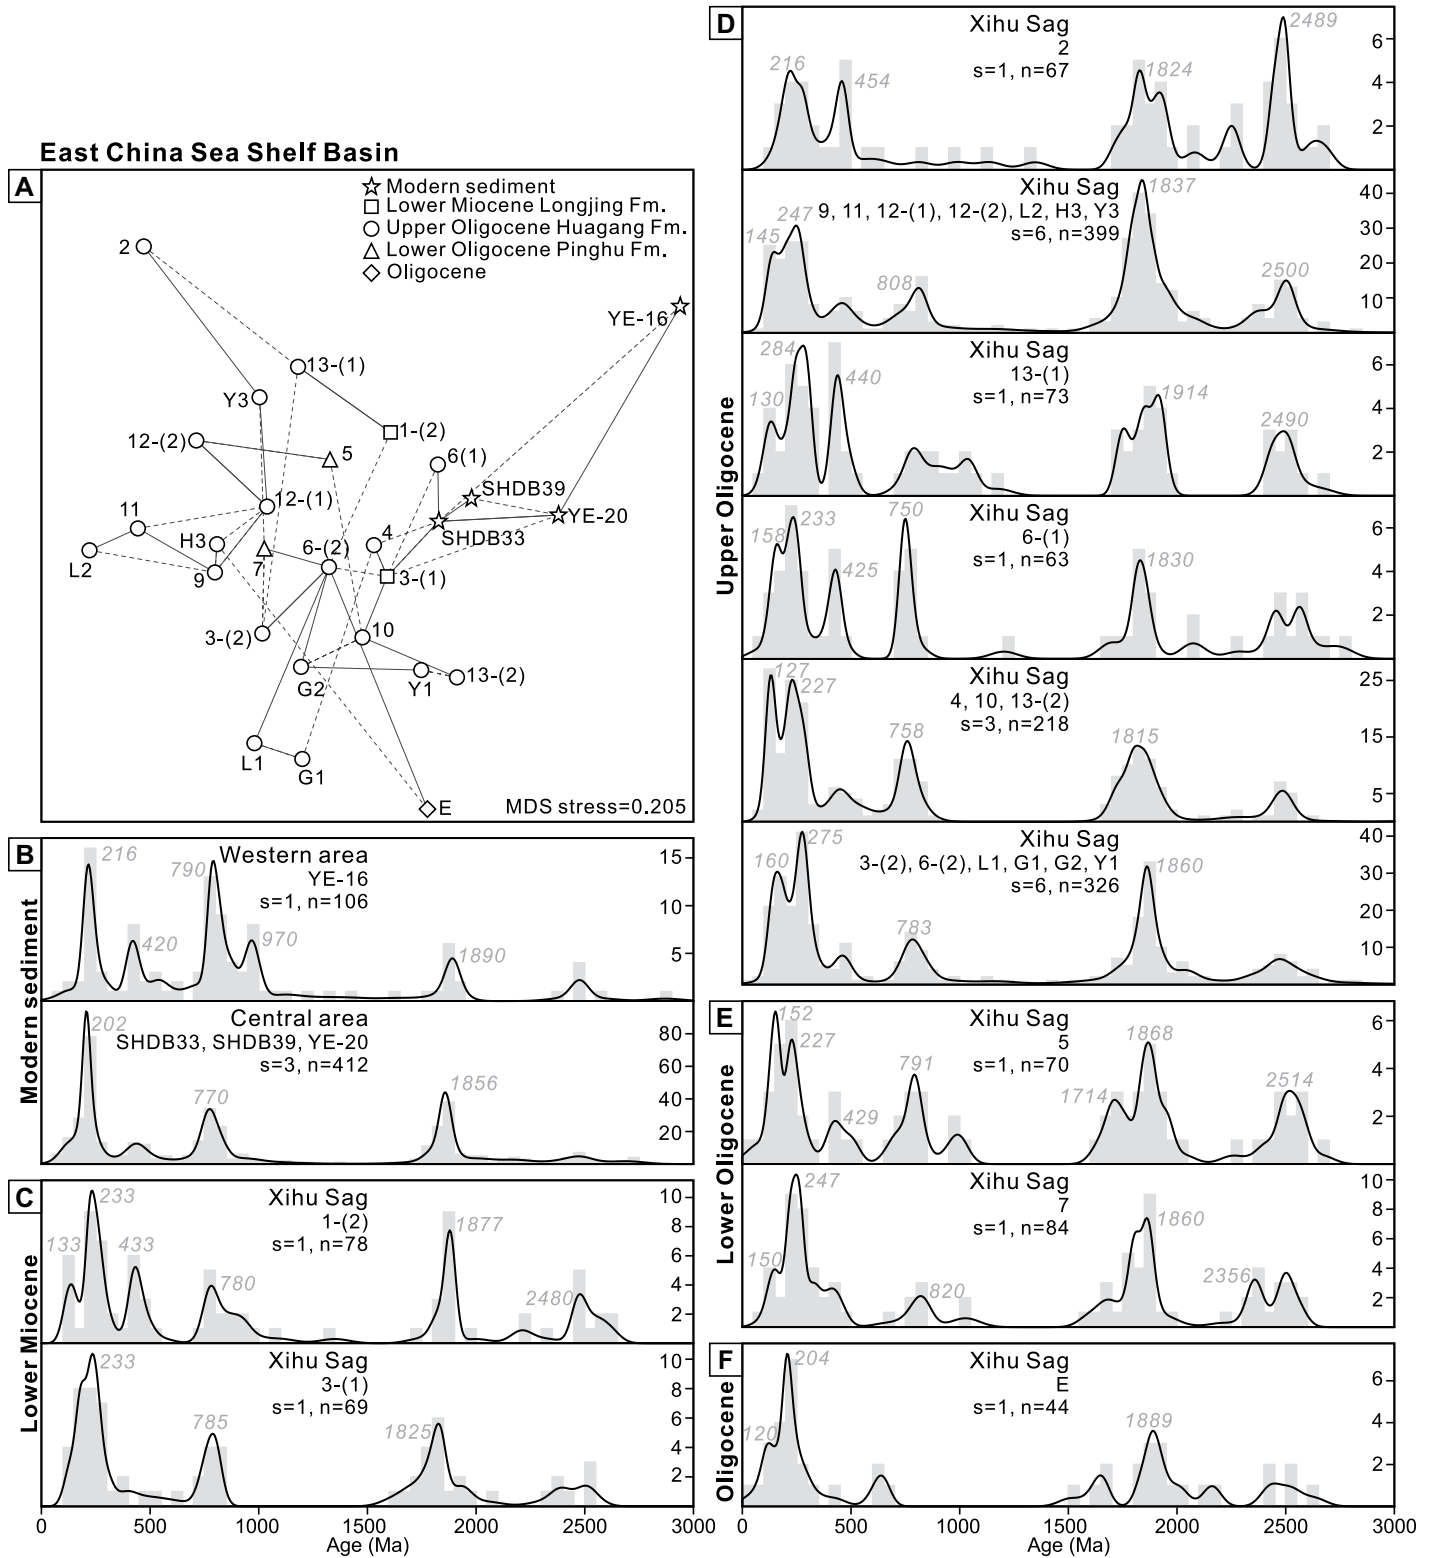 East China Sea Shelf Basin
A
Modern sediment
Lower Miocene Longjing Fm.
Upper Oligocene Huagang Fm.
Lower Oligocene Pinghu Fm.
Oligocene
2
YE-16
13-(1)
Y3
1-(2)
12-(2)
5
6(1)
SHDB39
12-(1)
11
YE-20
SHDB33
H3
6-(2)
4
L2
9
7
3-(1)
3-(2)
10
G2
Y1
13-(2)
L1
G1
E
MDS stress=0.205
B
Modern sediment
Western area
YE-16
s=1, n=106
216
420
790
970
1890
15
10
5
Central area
SHDB33, SHDB39, YE-20
s=3, n=412
202
770
1856
80
60
40
20
C
Lower Miocene
Xihu Sag
1-(2)
s=1, n=78
133
233
433
780
1877
2480
10
8
6
4
2
Xihu Sag
3-(1)
s=1, n=69
233
785
1825
10
8
6
4
2
0 500 1000 1500 2000 2500 3000
Age (Ma)
D
Upper Oligocene
Xihu Sag
2
s=1, n=67
216
454
1824
2489
6
4
2
Xihu Sag
9, 11, 12-(1), 12-(2), L2, H3, Y3
s=6, n=399
145
247
808
1837
2500
40
30
20
10
Xihu Sag
13-(1)
s=1, n=73
130
284
440
1914
2490
6
4
2
Xihu Sag
6-(1)
s=1, n=63
158
233
425
750
1830
6
4
2
Xihu Sag
4, 10, 13-(2)
s=3, n=218
127
227
758
1815
25
15
5
Xihu Sag
3-(2), 6-(2), L1, G1, G2, Y1
s=6, n=326
160
275
783
1860
40
30
20
10
E
Lower Oligocene
Xihu Sag
5
s=1, n=70
152
227
429
791
1714
1868
2514
6
4
2
Xihu Sag
7
s=1, n=84
150
247
820
1860
2356
10
8
6
4
2
F
Oligocene
Xihu Sag
E
s=1, n=44
120
204
1889
6
4
2
0 500 1000 1500 2000 2500 3000
Age (Ma)